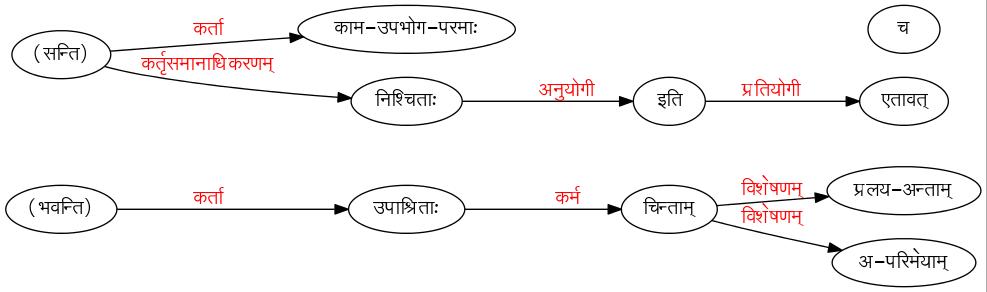 कर्ता
काम-उपभोग-परमाः
च
(सन्ति)
कर्तृसमानाधिकरणम्
निश्चिताः
अनुयोगी
इति
प्रतियोगी
एतावत्
(भवन्ति)
कर्ता
उपाश्रिताः
कर्म
चिन्ताम्
विशेषणम्
प्रलय-अन्ताम्
विशेषणम्
अ-परिमेयाम्